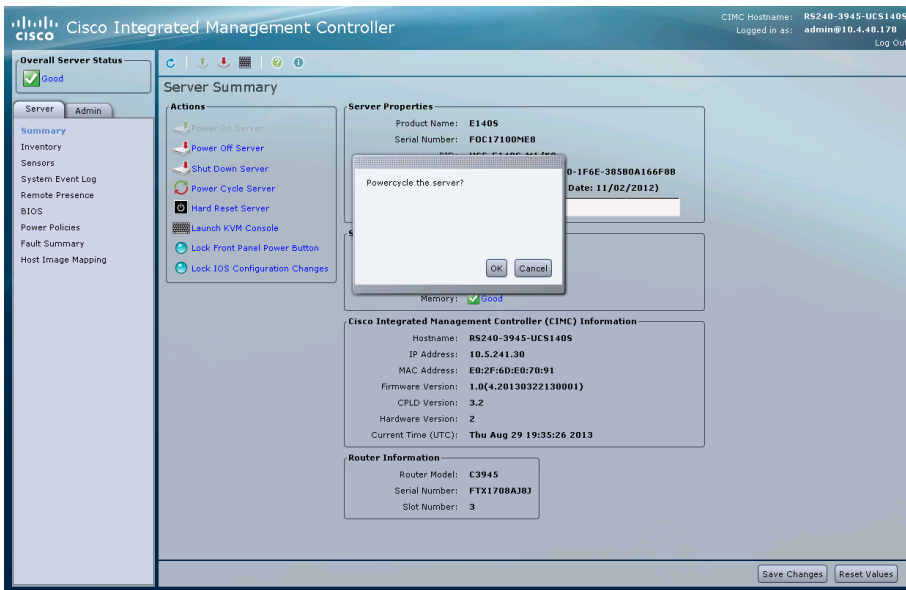 cisco Cisco Integrated Management Controller
CIMC Hostname: RS240-3945-UCS140S
Logged in as: admin@10.4.48.178
Log Out
Overall Server Status
Good
Server Admin
Summary
Inventory
Sensors
System Event Log
Remote Presence
BIOS
Power Policies
Fault Summary
Host Image Mapping
Server Summary
Actions
Power On Server
Power Off Server
Shut Down Server
Power Cycle Server
Hard Reset Server
Launch KVM Console
Lock Front Panel Power Button
Lock IOS Configuration Changes
Server Properties
Product Name: E140S
Serial Number: FOC17100ME8
0-1F6E-385B0A166F8B
Date: 11/02/2012)
Powercycle the server?
OK Cancel
Memory: Good
Cisco Integrated Management Controller (CIMC) Information
Hostname: RS240-3945-UCS140S
IP Address: 10.5.241.30
MAC Address: E0:2F:6D:E0:70:91
Firmware Version: 1.0(4.20130322130001)
CPLD Version: 3.2
Hardware Version: 2
Current Time (UTC): Thu Aug 29 19:35:26 2013
Router Information
Router Model: C3945
Serial Number: FTX1708AJ8J
Slot Number: 3
Save Changes Reset Values